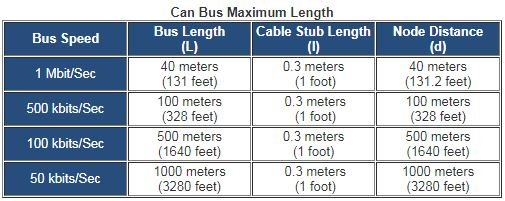 Can Bus Maximum Length
Bus Speed
Bus Length
(L)
Cable Stub Length
(l)
Node Distance
(d)
1 Mbit/Sec
40 meters
(131 feet)
0.3 meters
(1 foot)
40 meters
(131.2 feet)
500 kbits/Sec
100 meters
(328 feet)
0.3 meters
(1 foot)
100 meters
(328 feet)
100 kbits/Sec
500 meters
(1640 feet)
0.3 meters
(1 foot)
500 meters
(1640 feet)
50 kbits/Sec
1000 meters
(3280 feet)
0.3 meters
(1 foot)
1000 meters
(3280 feet)